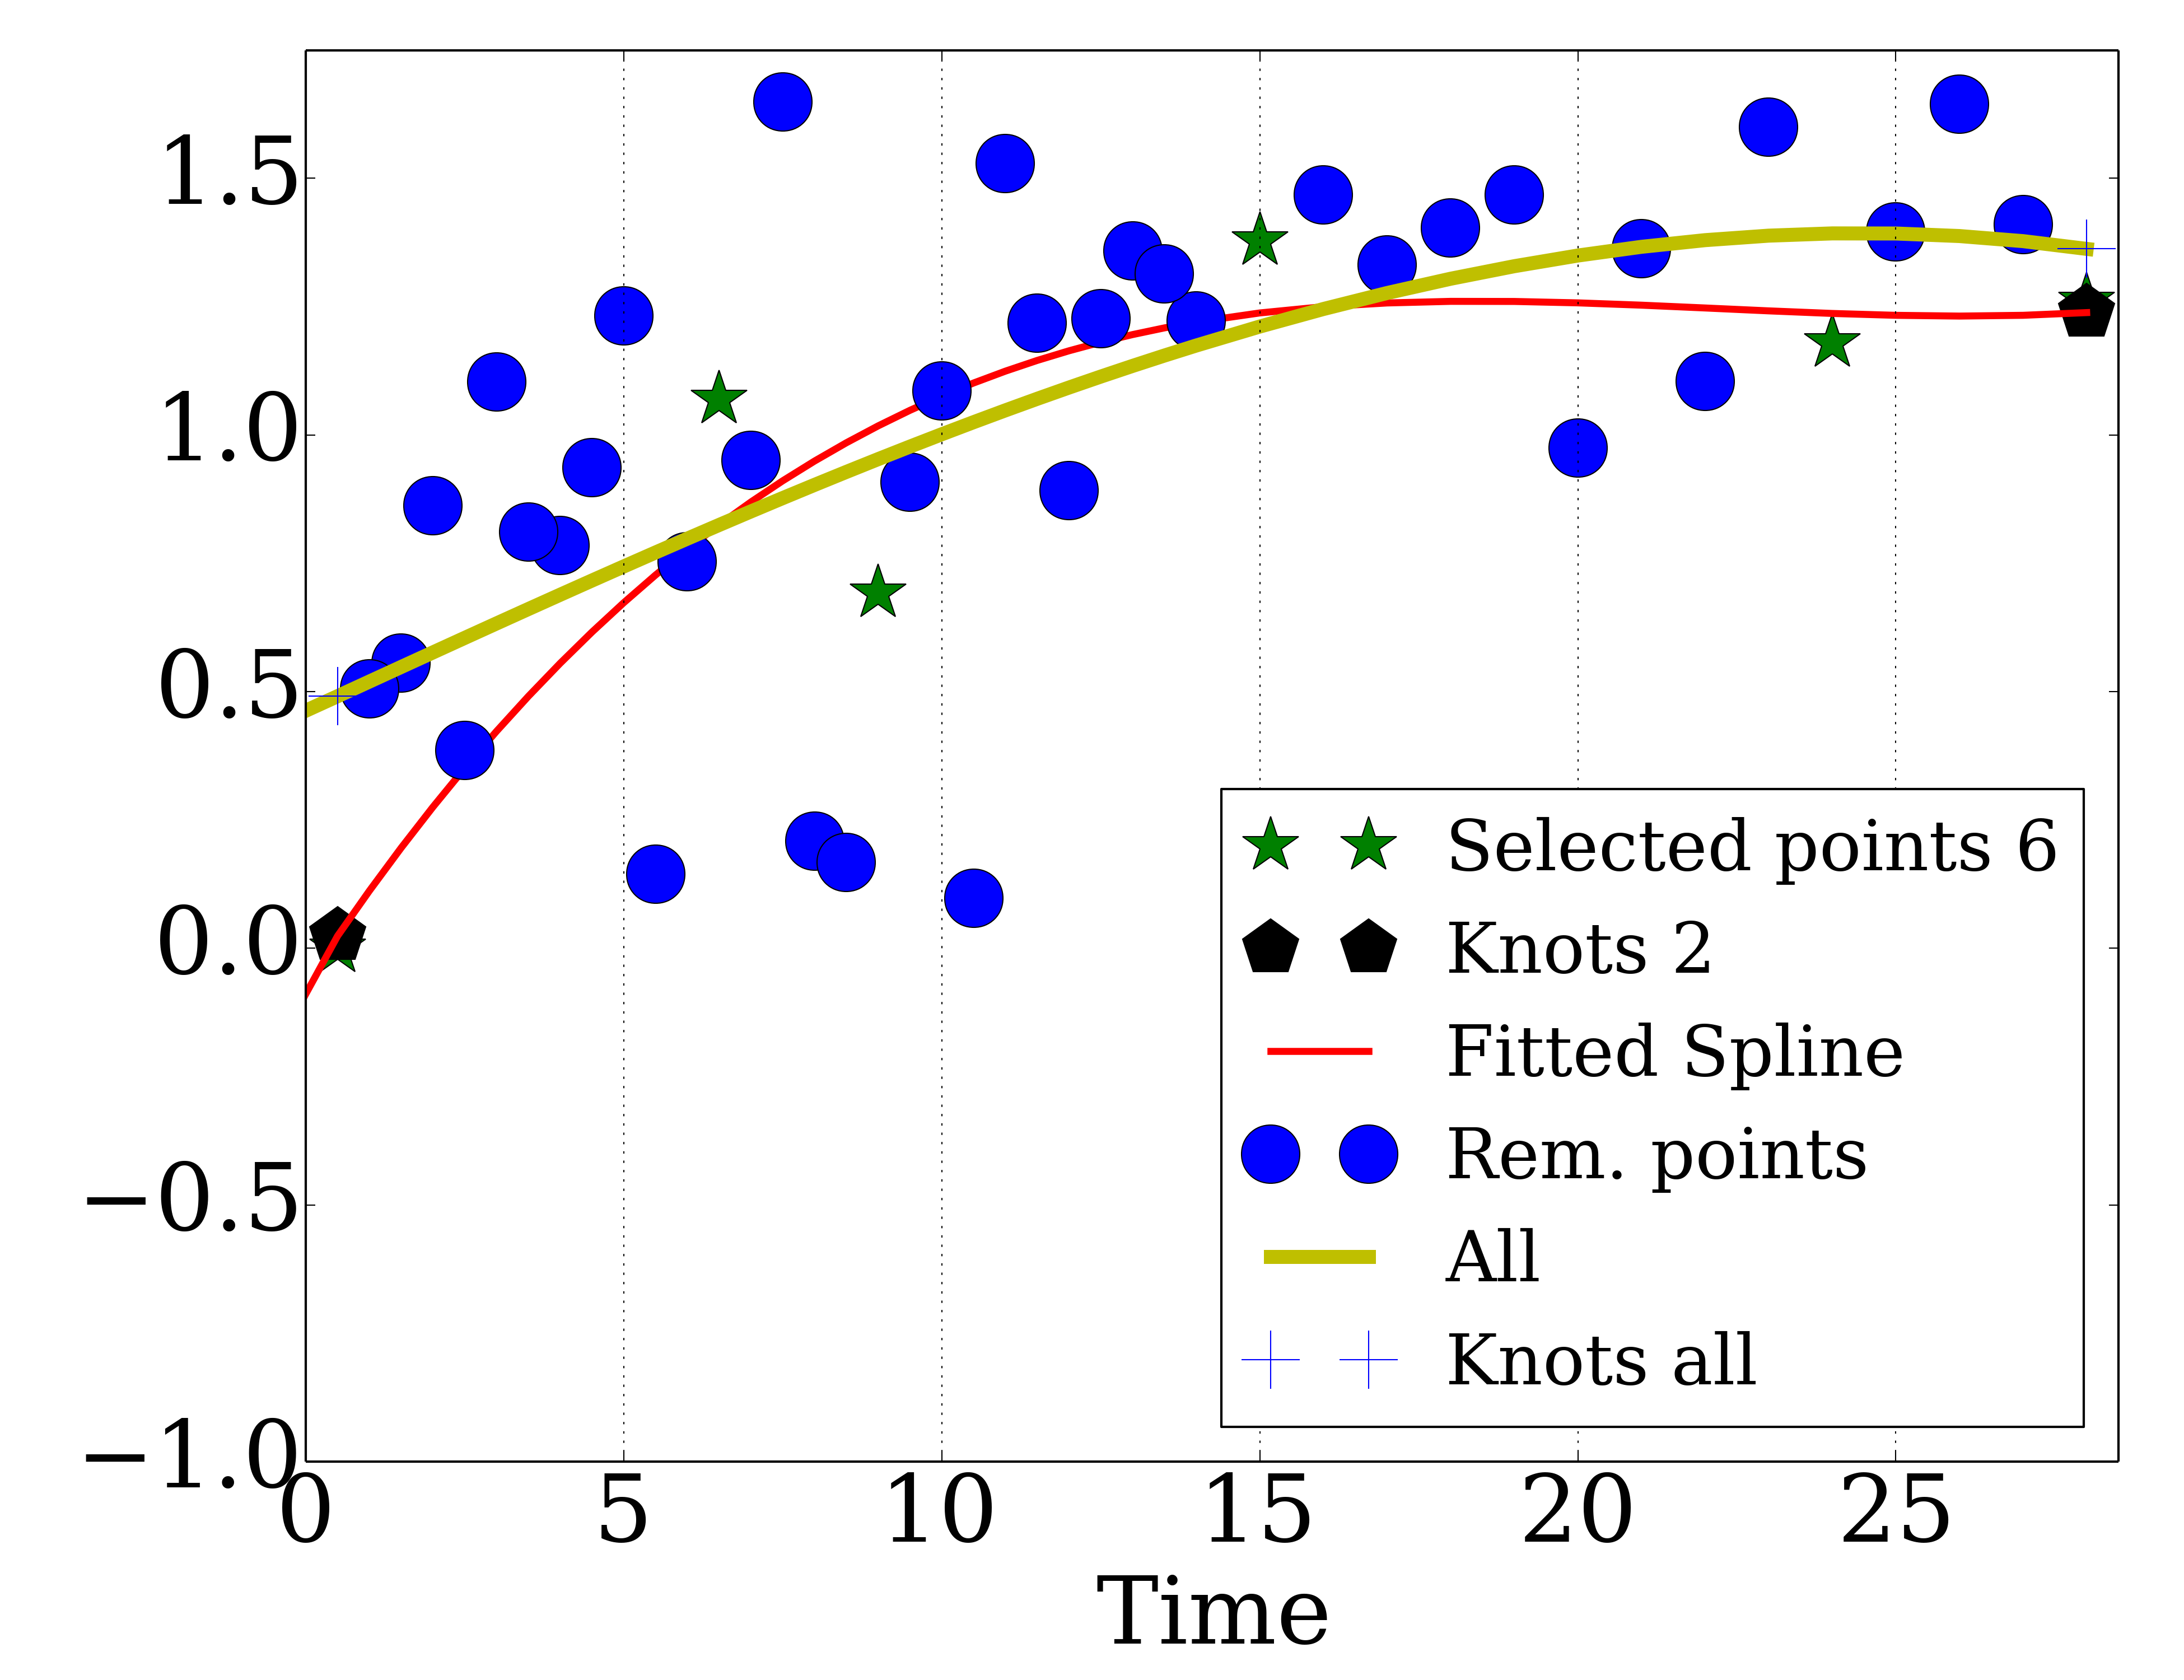 1.5
1.0
0.5
0.0
−0.5
−1.0
Selected points 6
Knots 2
Fitted Spline
Rem. points
All
Knots all
0 5 10 15 20 25
Time